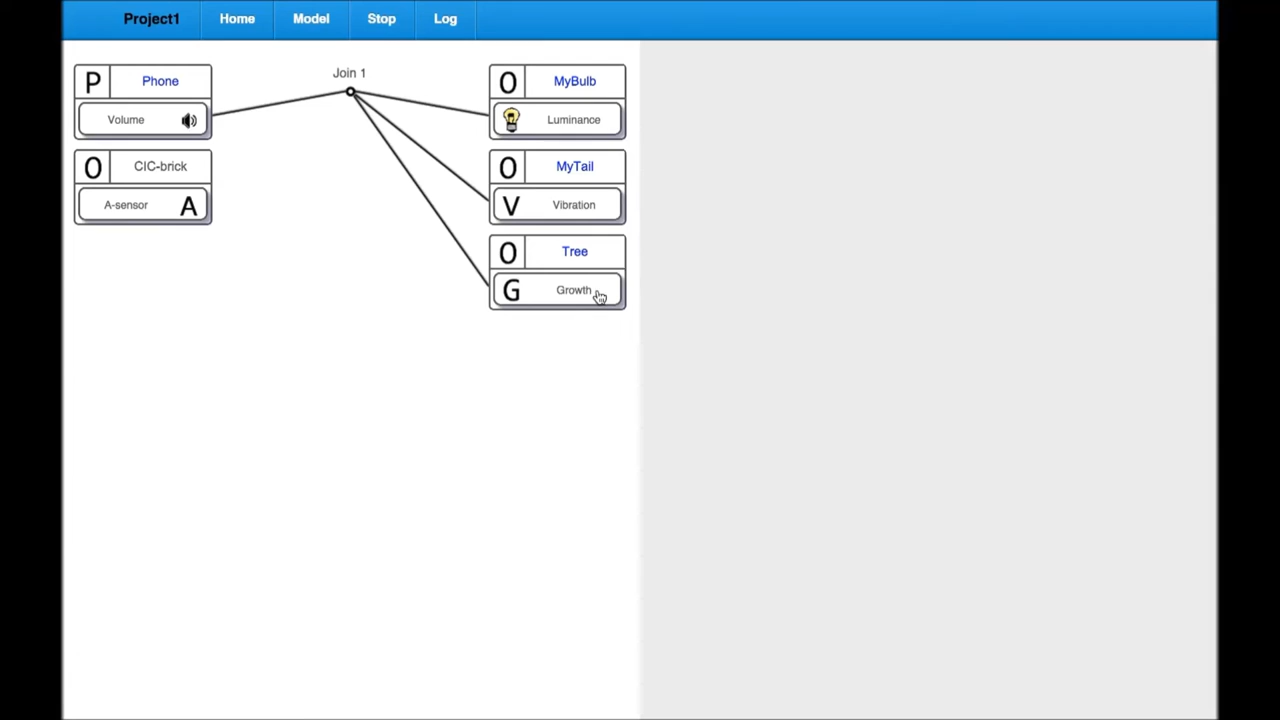 Project1 Home Model Stop Log
Join 1
P Phone
Volume
O CIC-brick
A-sensor A
O MyBulb
Luminance
O MyTail
V Vibration
O Tree
G Growth